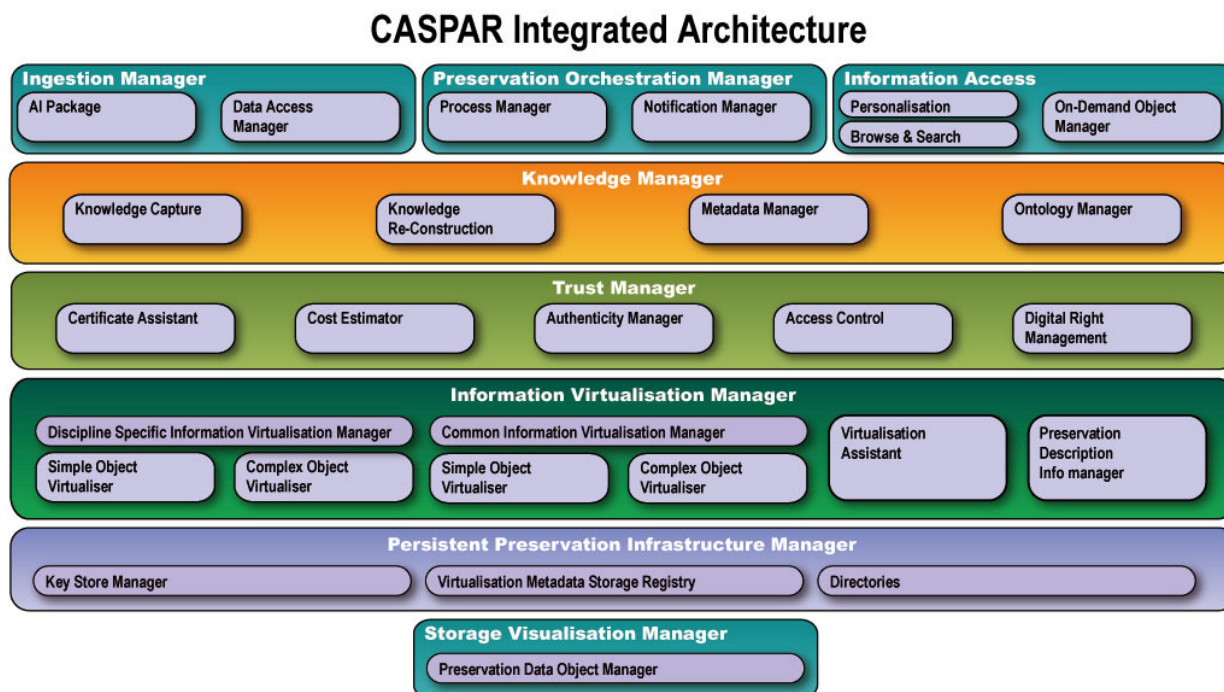 CASPAR Integrated Architecture
Ingestion Manager
AI Package
Data Access
Manager
Preservation Orchestration Manager
Process Manager
Notification Manager
Information Access
Personalisation
Browse & Search
On-Demand Object
Manager
Knowledge Manager
Knowledge Capture
Knowledge
Re-Construction
Metadata Manager
Ontology Manager
Trust Manager
Certificate Assistant
Cost Estimator
Authenticity Manager
Access Control
Digital Right
Management
Information Virtualisation Manager
Discipline Specific Information Virtualisation Manager
Simple Object
Virtualiser
Complex Object
Virtualiser
Common Information Virtualisation Manager
Simple Object
Virtualiser
Complex Object
Virtualiser
Virtualisation
Assistant
Preservation
Description
Info manager
Persistent Preservation Infrastructure Manager
Key Store Manager
Virtualisation Metadata Storage Registry
Directories
Storage Visualisation Manager
Preservation Data Object Manager